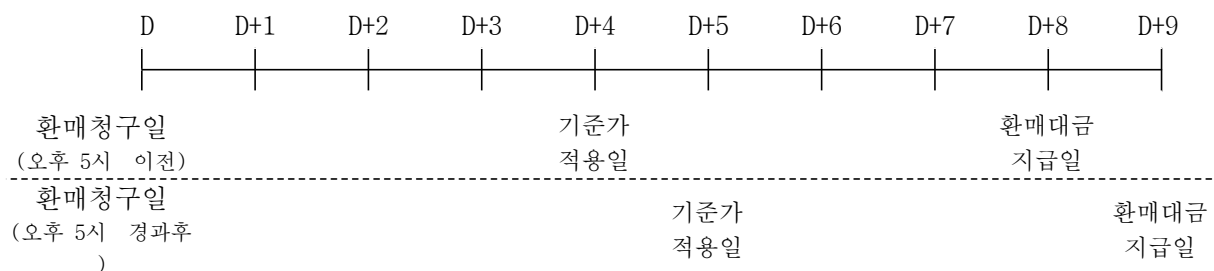 D D+1 D+2 D+3 D+4 D+5 D+6 D+7 D+8 D+9
환매청구일 기준가 환매대금
(오후 5시 이전) 적용일 지급일
환매청구일 기준가 환매대금
(오후 5시 경과후 적용일 지급일
)